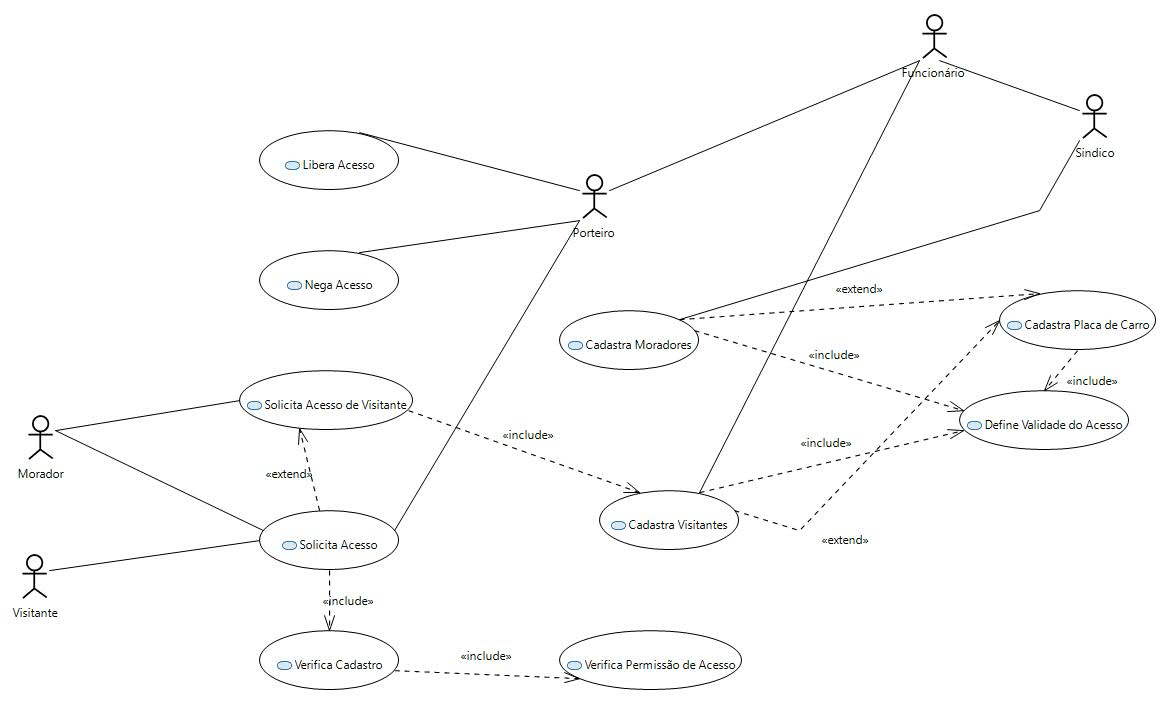 Funcionário
Sindico
Libera Acesso
Porteiro
Nega Acesso
«extend»
Cadastra Placa de Carro
Cadastra Moradores
«include»
«include»
Solicita Acesso de Visitante
Define Validade do Acesso
«include»
«include»
Morador
«extend»
Cadastra Visitantes
«extend»
Solicita Acesso
«include»
Visitante
Verifica Cadastro
«include»
Verifica Permissão de Acesso